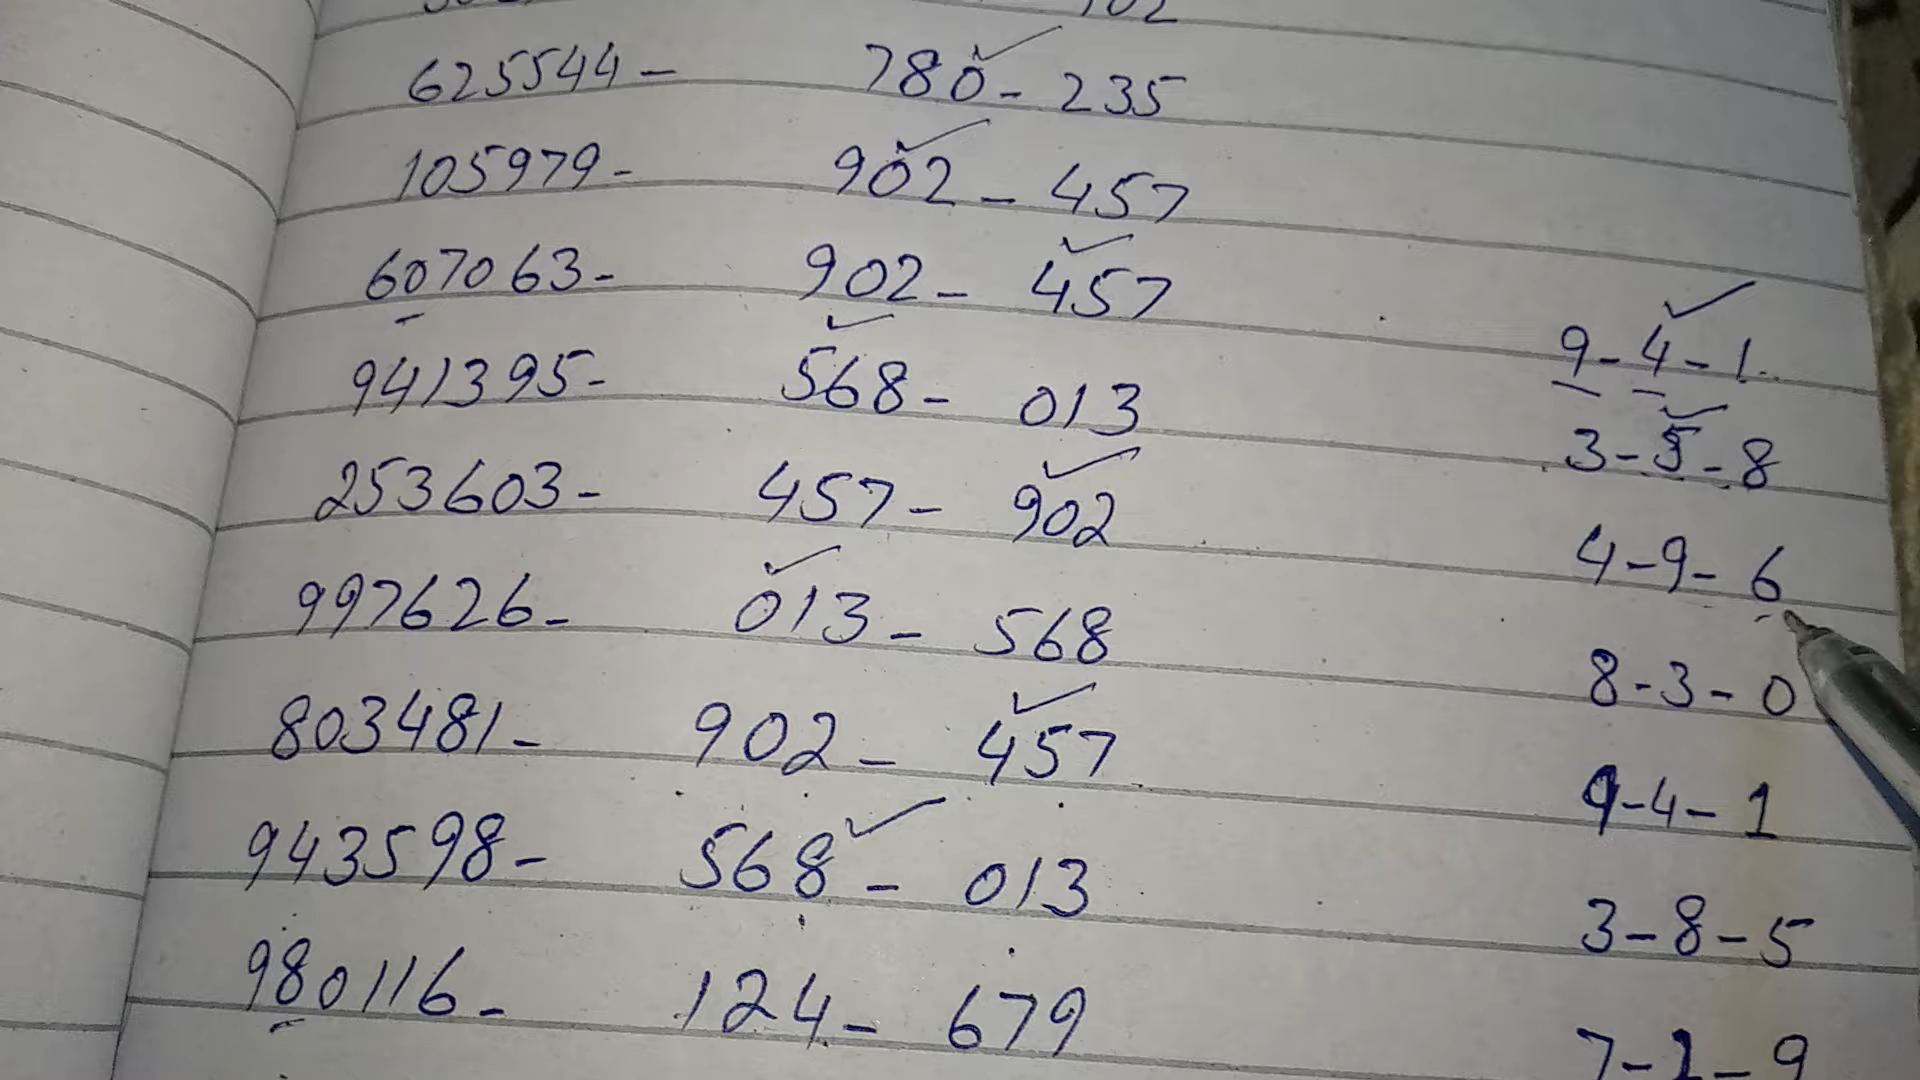 625544- 780- 235
105979- 902- 457
607063- 902- 457
9-4-1
941395- 568- 013
3-5-8
253603- 457- 902
4-9-6
997626- 013- 568
8-3-0
803481- 902- 457
9-4-1
943598- 568- 013
3-8-5
980116- 124- 679